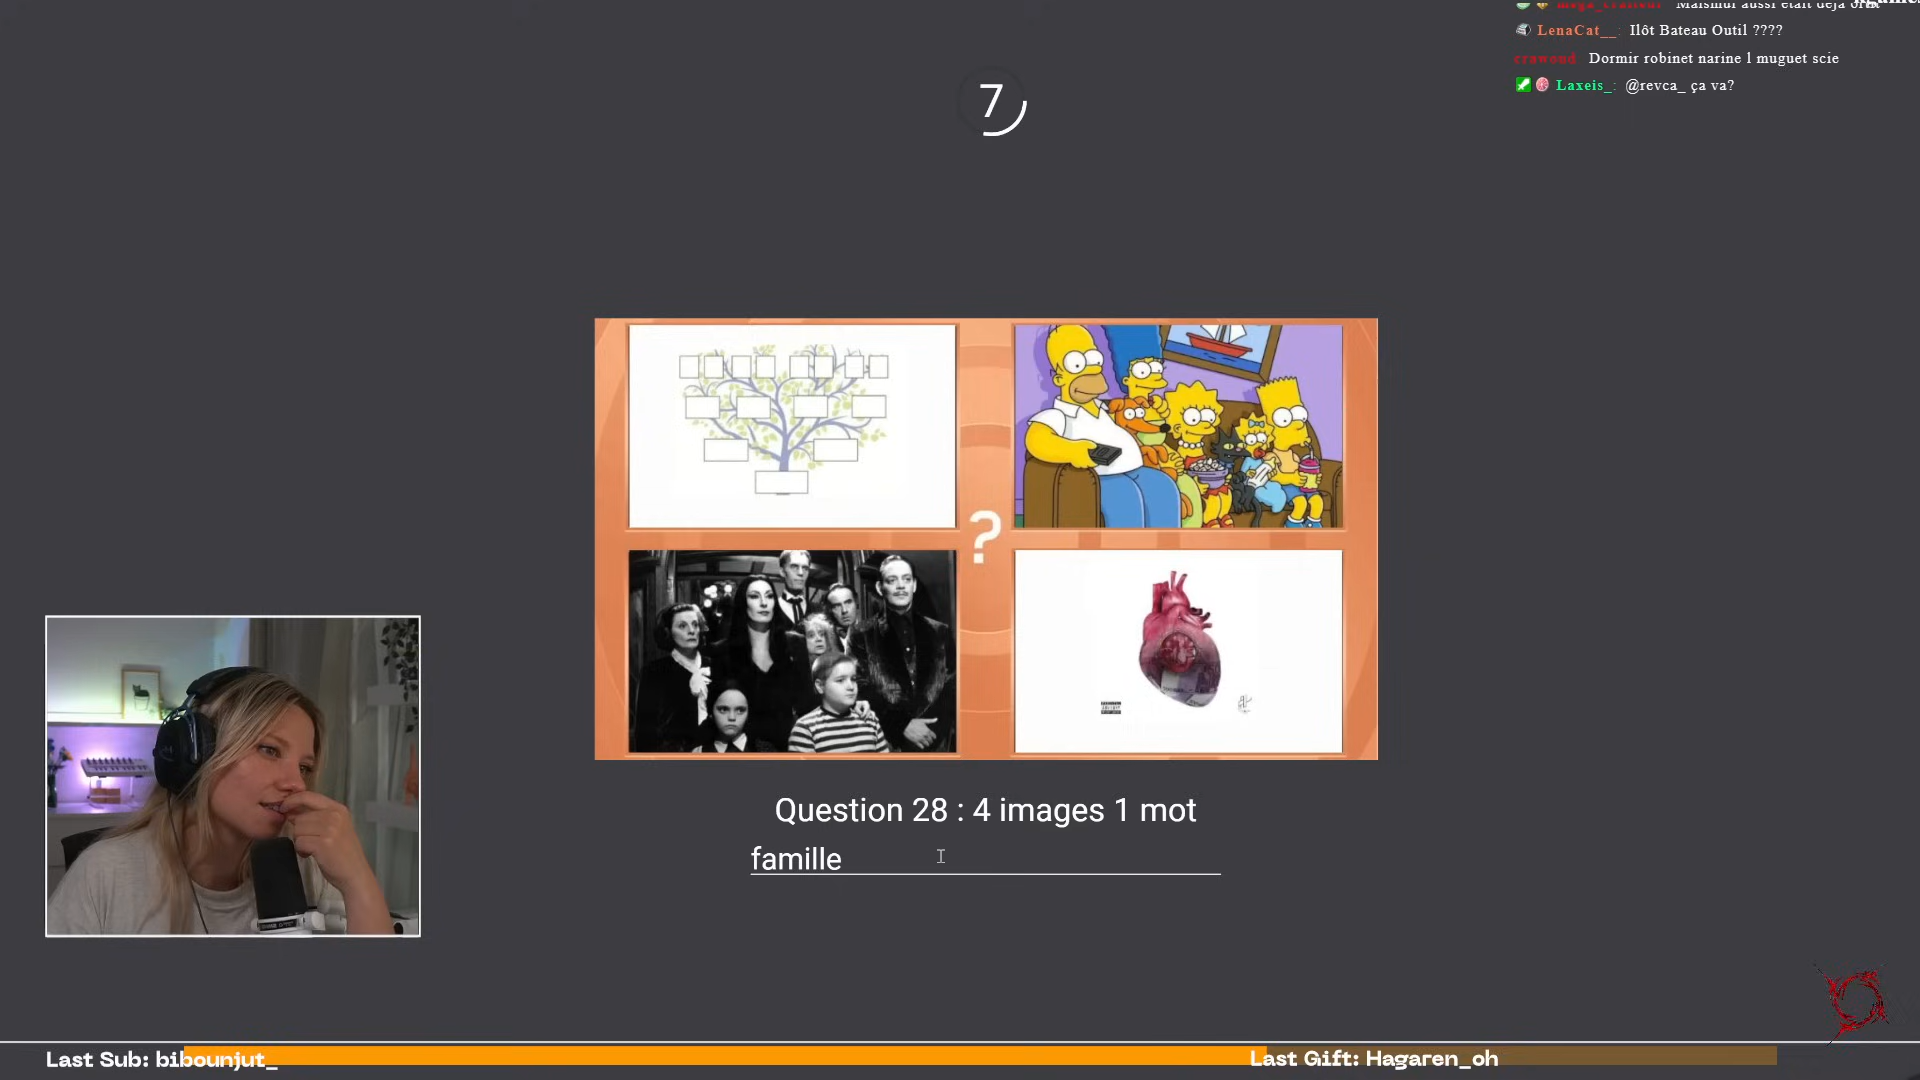 LenaCat__: Ilôt Bateau Outil ????
Dormir robinet narine l muguet scie
Laxeis_: @revca_ ça va?
7
?
Question 28 : 4 images 1 mot
famille
Last Sub: bibounjut_
Last Gift: Hagaren_oh